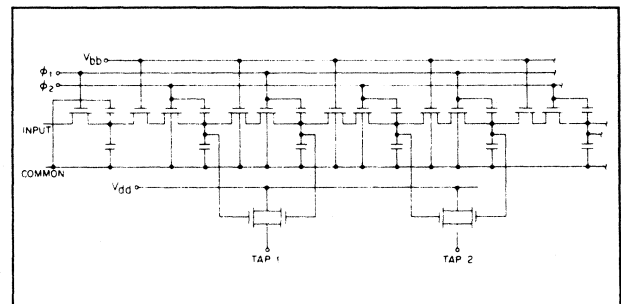 Vbb
ϕ1
ϕ2
INPUT
COMMON
Vdd
TAP 1
TAP 2